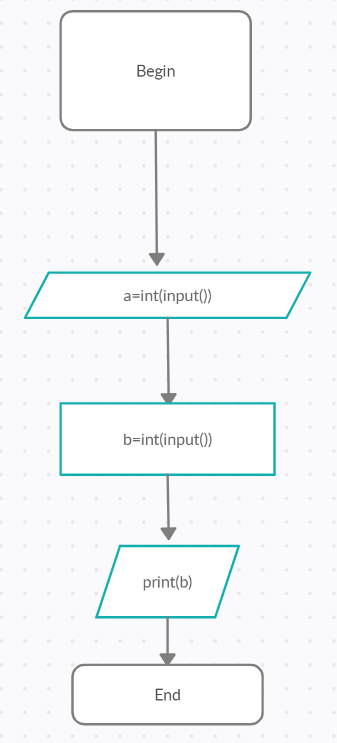 Begin
a=int(input())
b=int(input())
print(b)
End